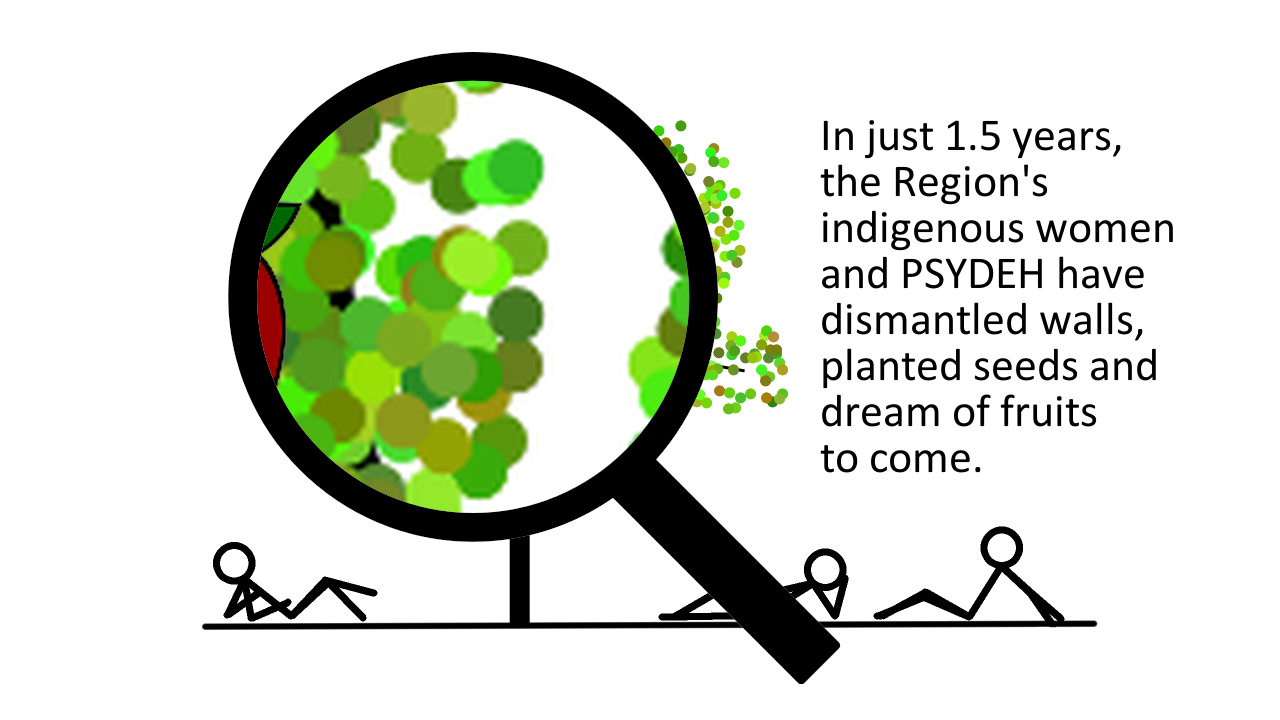 In just 1.5 years,
the Region's
indigenous women
and PSYDEH have
dismantled walls,
planted seeds and
dream of fruits
to come.